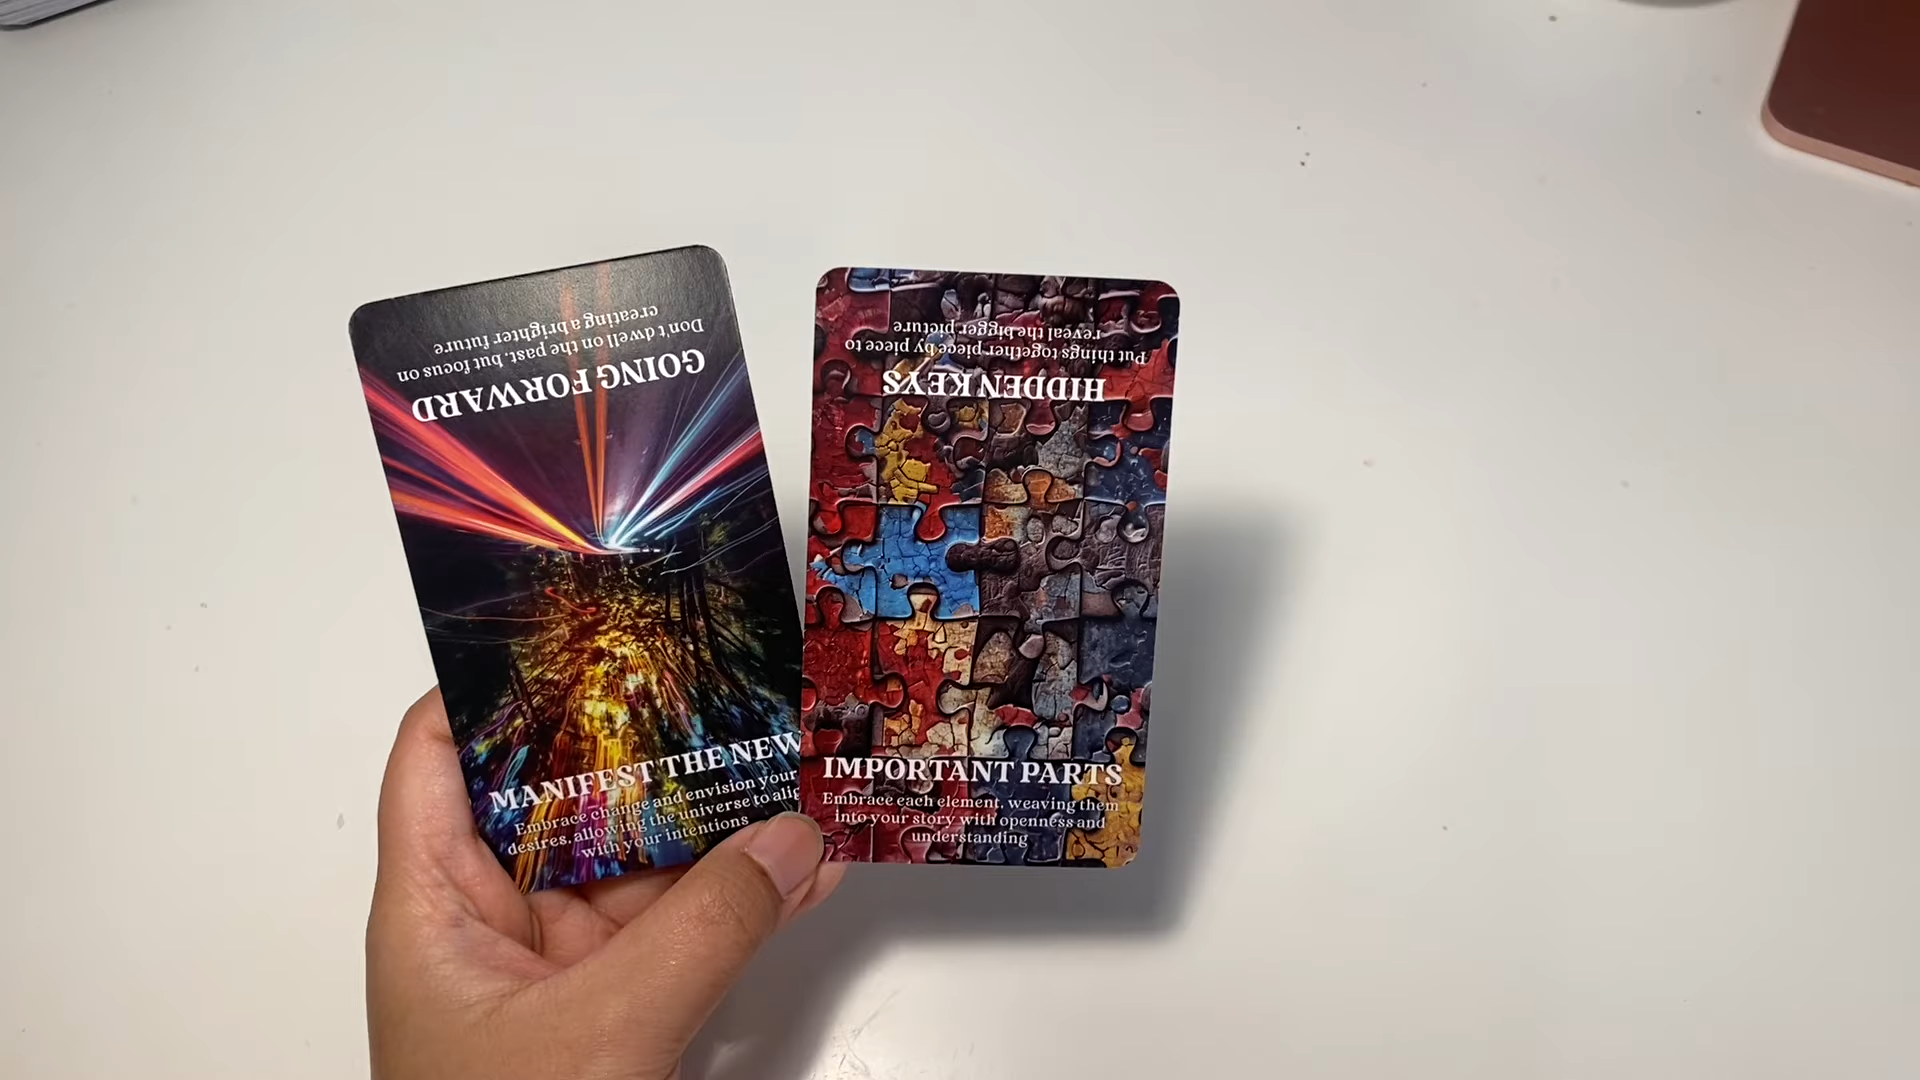 GOING FORWARD
Don't dwell on the past, but focus on
creating a brighter future
MANIFEST THE NEW
Embrace change and envision your
desires, allowing the universe to
with your intentions
HIDDEN KEYS
Put things together piece by piece to
reveal the bigger picture
IMPORTANT PARTS
Embrace each element, weaving them
into your story with openness and
understanding